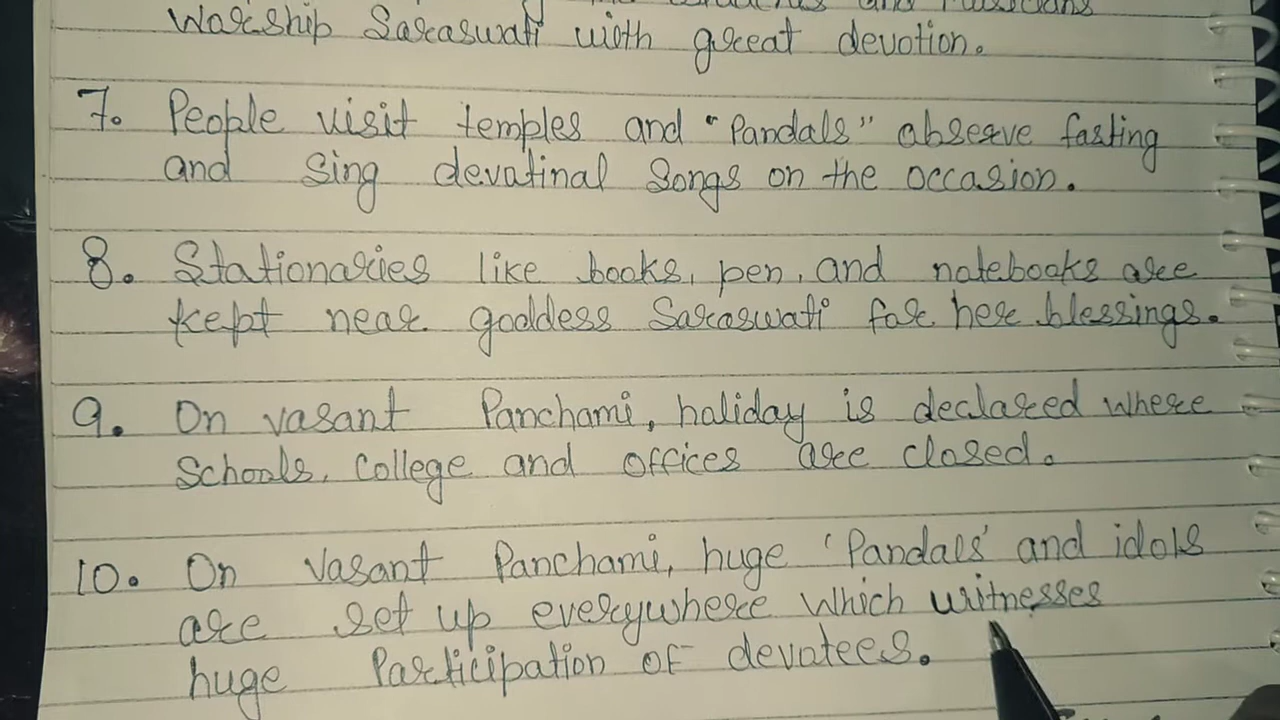 and Musicians
Worship Saraswati with great devotion.
7. People visit temples and "Pandals" observe fasting
and sing devatinal Songs on the occasion.
8. Stationaries like books, pen, and notebooks are
kept near goddess Saraswati for her blessings.
9. On vasant Panchami, holiday is declared where
Schools, College and offices are closed.
10. On Vasant Panchami, huge 'Pandals' and idols
are set up everywhere which witnesses
huge Participation of devotees.